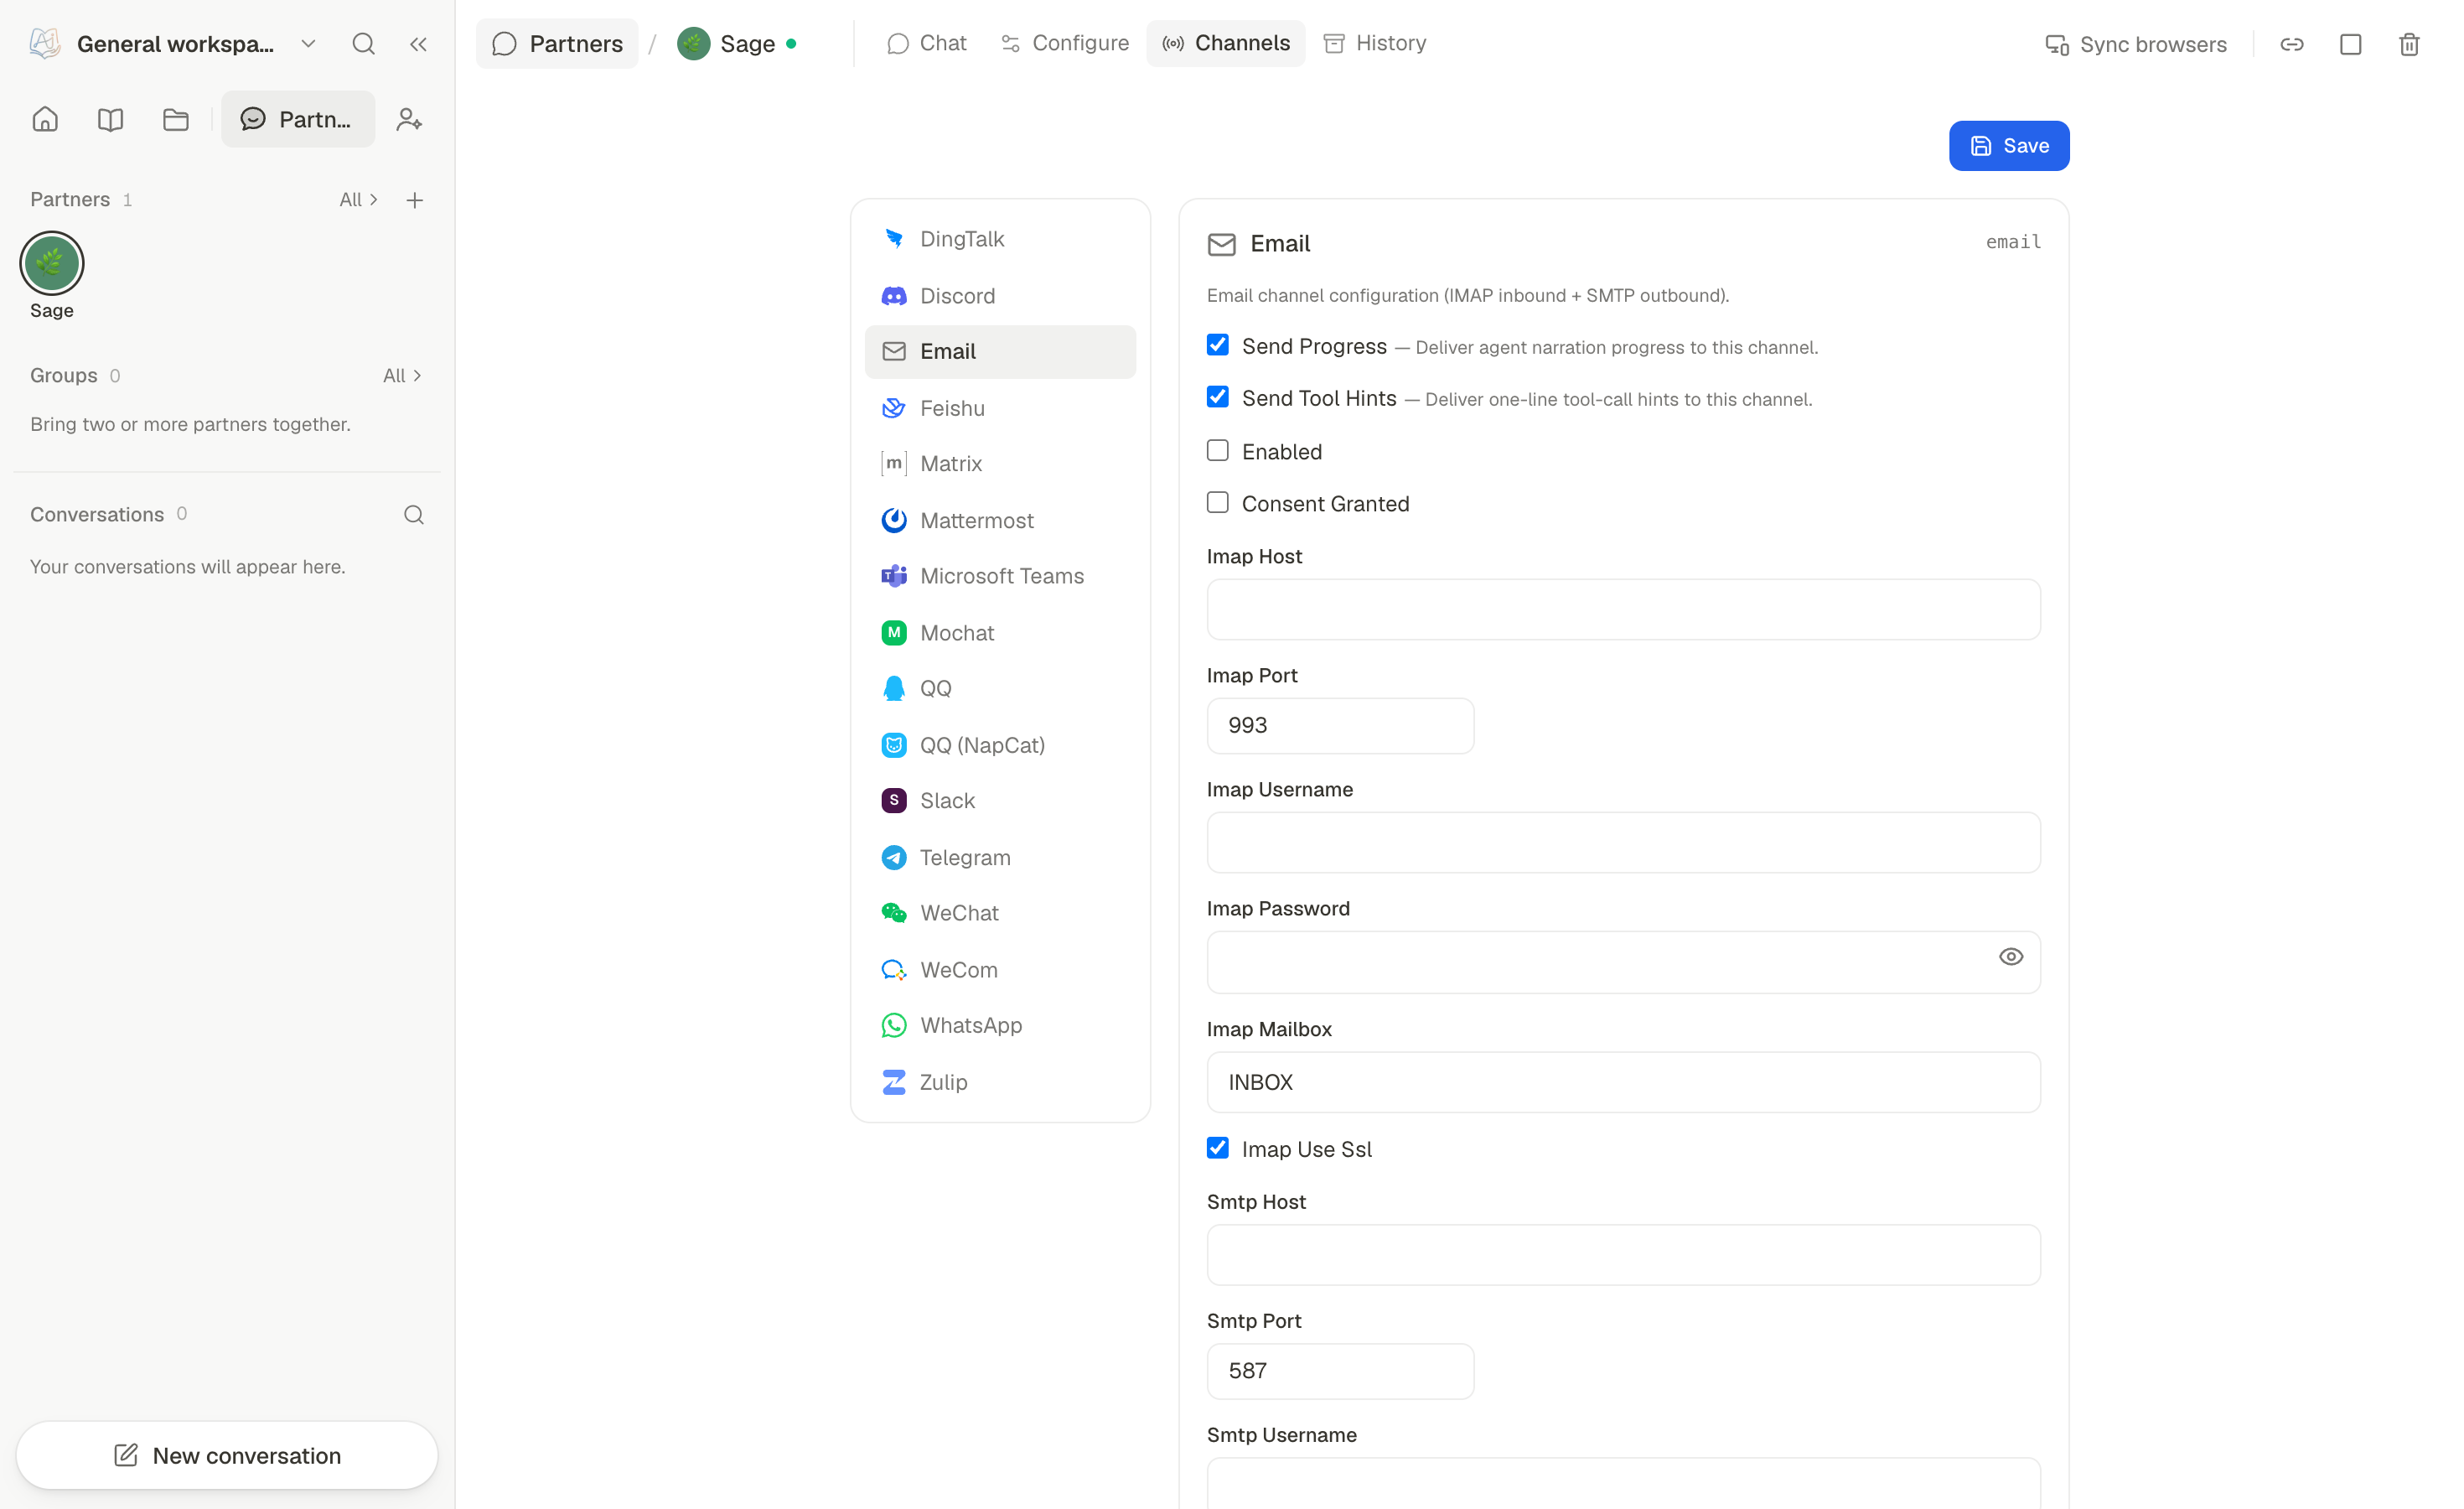 General workspa...
Partn...
Partners 1
All
Sage
Groups 0
All
Bring two or more partners together.
Conversations 0
Your conversations will appear here.
New conversation
Partners / Sage
Chat
Configure
Channels
History
Sync browsers
Save
DingTalk
Discord
Email
Feishu
[m] Matrix
Mattermost
T Microsoft Teams
M Mochat
QQ
QQ (NapCat)
S Slack
Telegram
WeChat
WeCom
WhatsApp
Zulip
Email
email
Email channel configuration (IMAP inbound + SMTP outbound).
Send Progress — Deliver agent narration progress to this channel.
Send Tool Hints — Deliver one-line tool-call hints to this channel.
Enabled
Consent Granted
Imap Host
Imap Port
993
Imap Username
Imap Password
Imap Mailbox
INBOX
Imap Use Ssl
Smtp Host
Smtp Port
587
Smtp Username